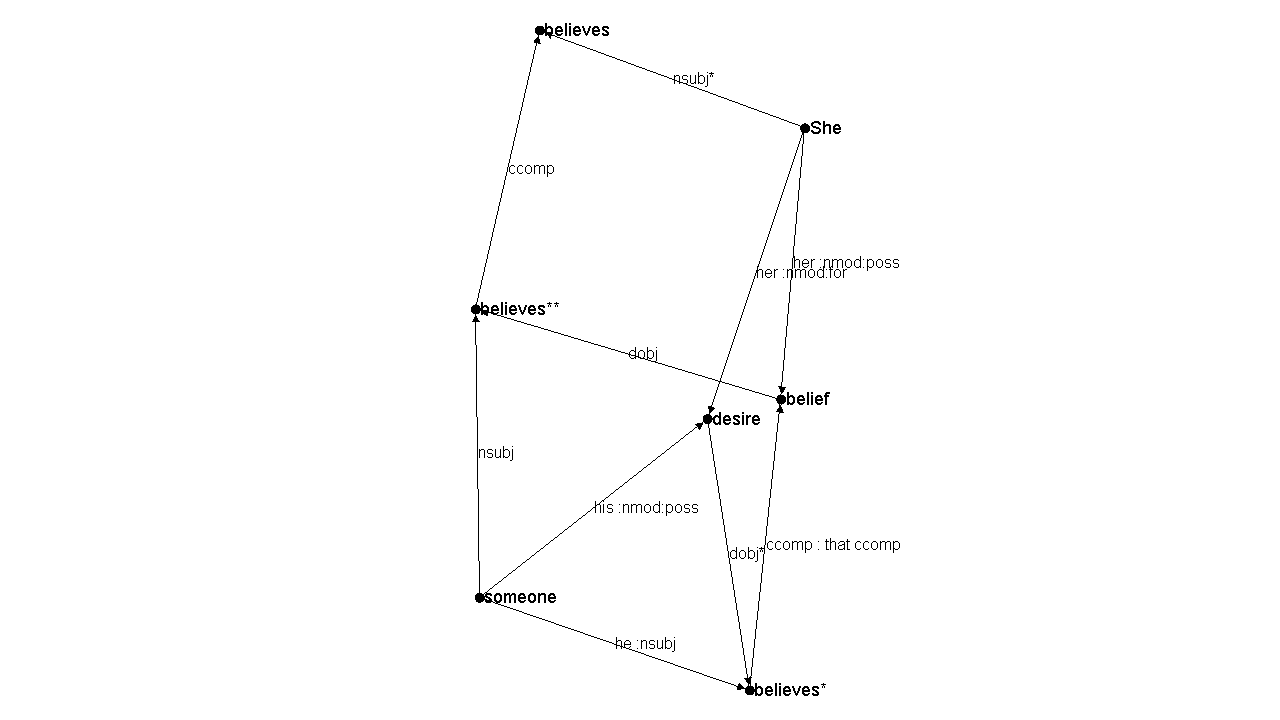 believes
nsubj*
She
ccomp
her :nmod:poss
her :nmod:for
believes**
dobj
belief
desire
nsubj
his :nmod:poss
ccomp : that ccomp
dobj*
someone
he :nsubj
believes*